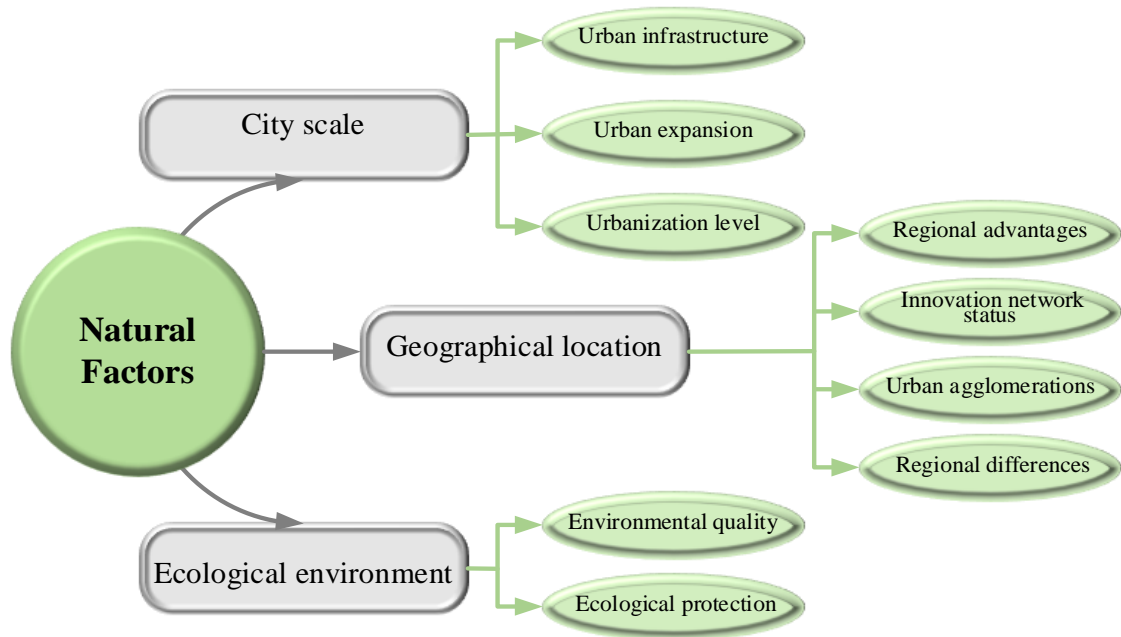 Natural
Factors
City scale
Urban infrastructure
Urban expansion
Urbanization level
Geographical location
Regional advantages
Innovation network
status
Urban agglomerations
Regional differences
Ecological environment
Environmental quality
Ecological protection